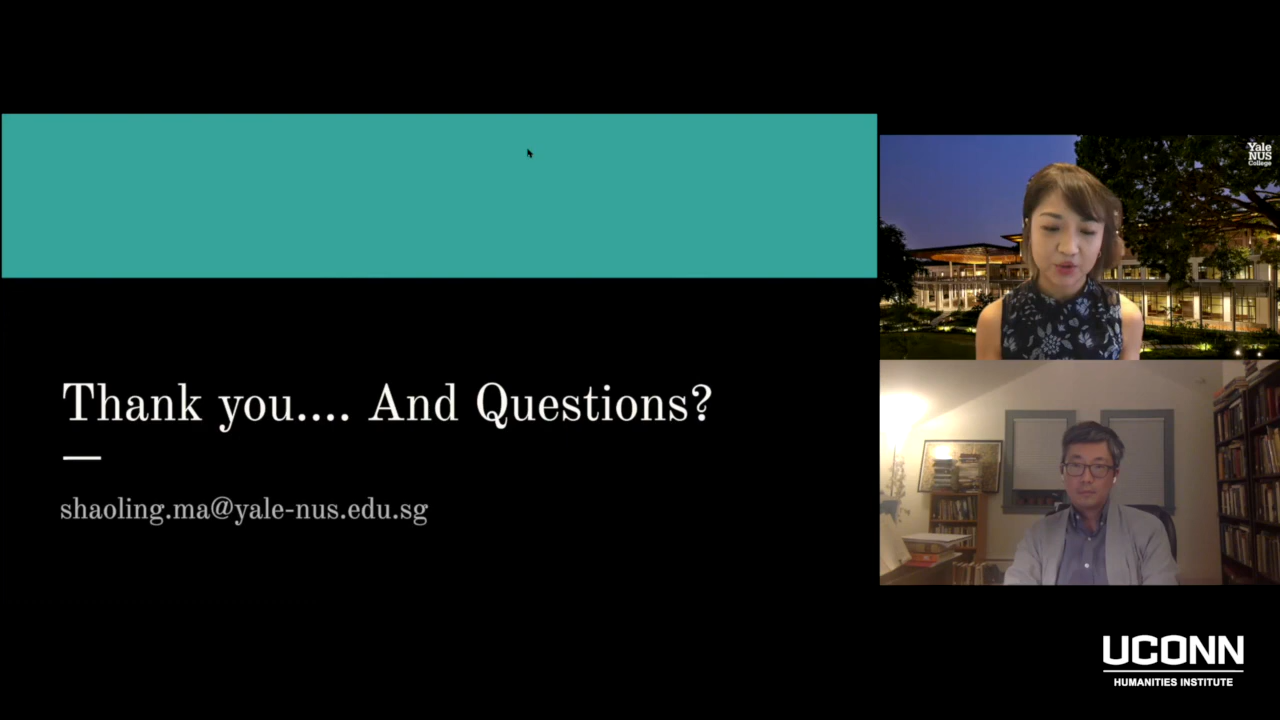 Yale
NUS
College
Thank you.... And Questions?
shaoling.ma@yale-nus.edu.sg
UCONN
HUMANITIES INSTITUTE